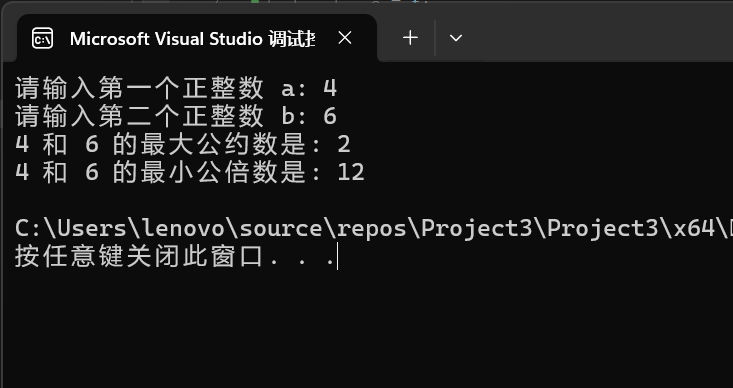 Microsoft Visual Studio 调试
请输入第一个正整数 a: 4
请输入第二个正整数 b: 6
4 和 6 的最大公约数是: 2
4 和 6 的最小公倍数是: 12
C:\Users\lenovo\source\repos\Project3\Project3\x64\
按任意键关闭此窗口. . .